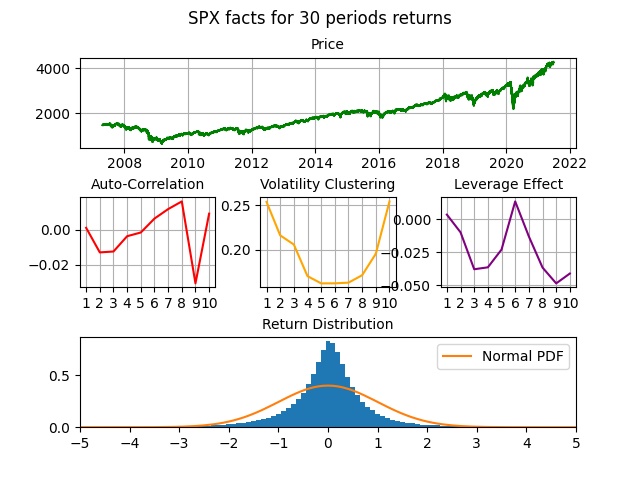 SPX facts for 30 periods returns
Price
4000
2000
2008 2010 2012 2014 2016 2018 2020 2022
Auto-Correlation Volatility Clustering Leverage Effect
0.00
−0.02
1 2 3 4 5 6 7 8 9 10
0.25
0.20
1 2 3 4 5 6 7 8 9 10
0.000
−0.025
−0.050
1 2 3 4 5 6 7 8 9 10
Return Distribution
Normal PDF
0.5
0.0
−5 −4 −3 −2 −1 0 1 2 3 4 5